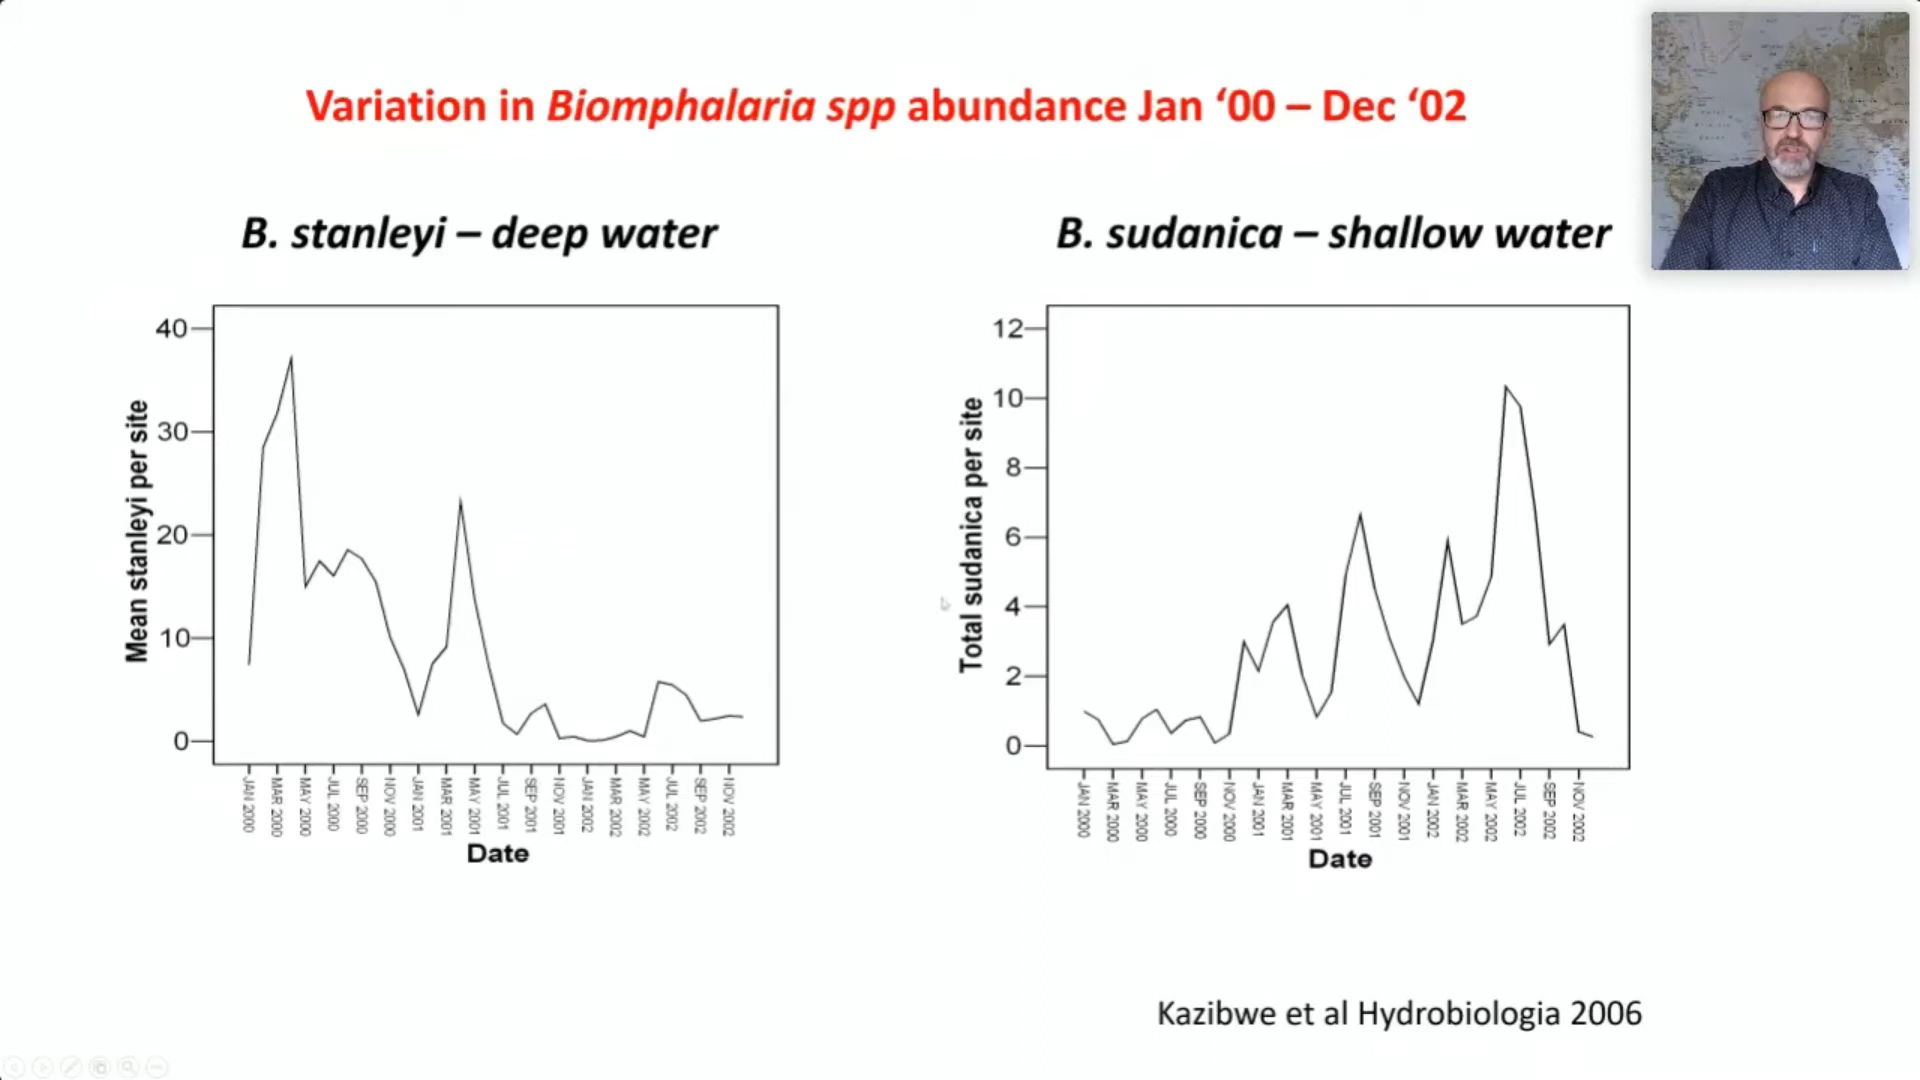 Variation in Biomphalaria spp abundance Jan ‘00 – Dec ‘02
B. stanleyi – deep water
Mean stanleyi per site
40
30
20
10
0
JAN 2000
MAR 2000
MAY 2000
JUL 2000
SEP 2000
NOV 2000
JAN 2001
MAR 2001
MAY 2001
JUL 2001
SEP 2001
NOV 2001
JAN 2002
MAR 2002
MAY 2002
JUL 2002
SEP 2002
NOV 2002
Date
B. sudanica – shallow water
Total sudanica per site
12
10
8
6
4
2
0
JAN 2000
MAR 2000
MAY 2000
JUL 2000
SEP 2000
NOV 2000
JAN 2001
MAR 2001
MAY 2001
JUL 2001
SEP 2001
NOV 2001
JAN 2002
MAR 2002
MAY 2002
JUL 2002
SEP 2002
NOV 2002
Date
Kazibwe et al Hydrobiologia 2006